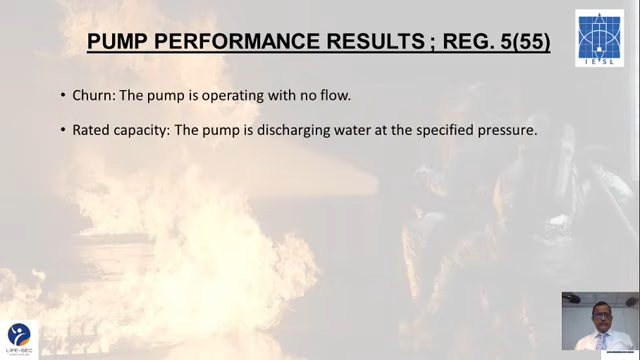 PUMP PERFORMANCE RESULTS ; REG. 5(55)
IESL
• Churn: The pump is operating with no flow.
• Rated capacity: The pump is discharging water at the specified pressure.
LIFE-SEC